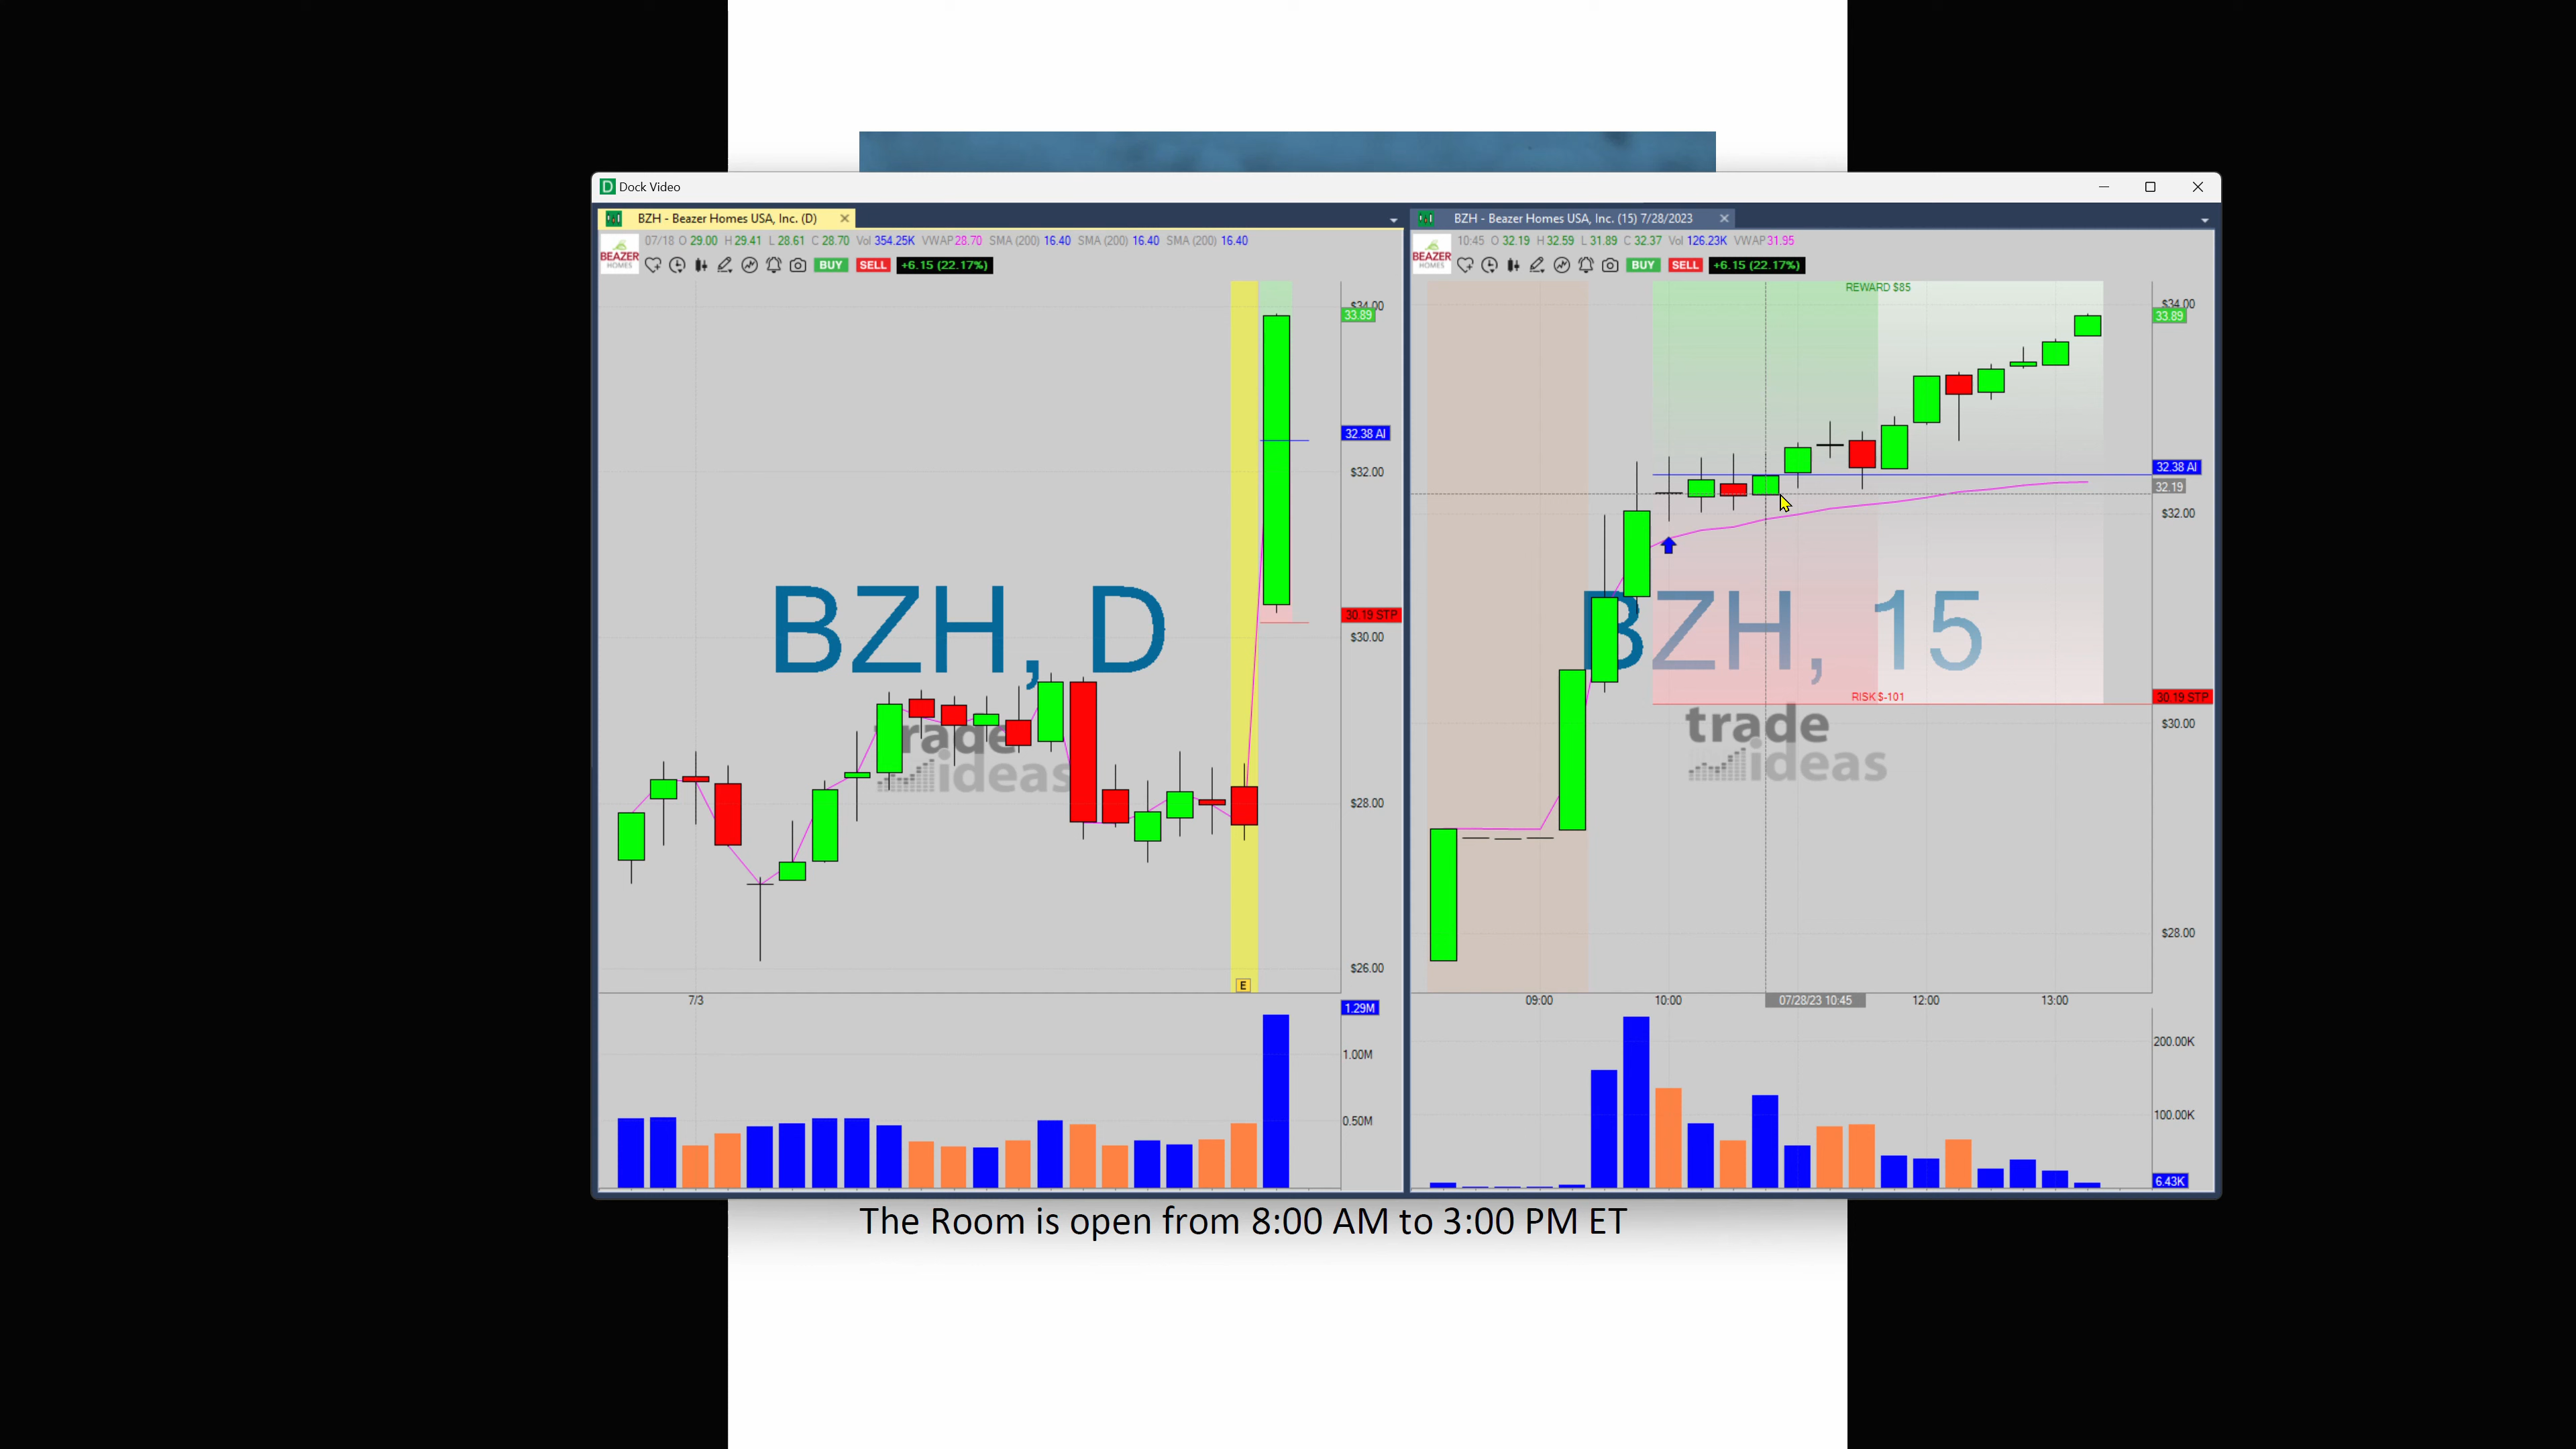 Dock Video
BZH - Beazer Homes USA, Inc. (D)
BEAZER
HOMES
07/18 O 29.00 H 29.41 L 28.61 C 28.70 Vol 354.25K VWAP 28.70 SMA (200) 16.40 SMA (200) 16.40 SMA (200) 16.40
BUY SELL +6.15 (22.17%)
$34.00
33.89
32.38 AI
$32.00
30.19 STP
$30.00
$28.00
$26.00
BZH, D
trade
ideas
E
7/3
1.29M
1.00M
0.50M
BZH - Beazer Homes USA, Inc. (15) 7/28/2023
BEAZER
HOMES
10:45 O 32.19 H 32.59 L 31.89 C 32.37 Vol 126.23K VWAP 31.95
BUY SELL +6.15 (22.17%)
REWARD $85
$34.00
33.89
32.38 AI
32.19
$32.00
BZH, 15
RISK $-101
30.19 STP
$30.00
trade
ideas
$28.00
09:00 10:00 07/28/23 10:45 12:00 13:00
200.00K
100.00K
6.43K
The Room is open from 8:00 AM to 3:00 PM ET